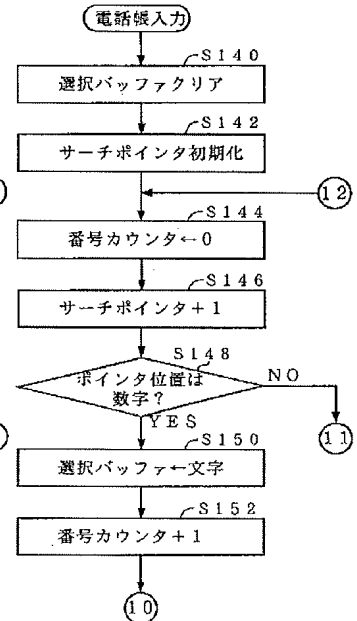 電話帳入力
S140
選択バッファクリア
S142
サーチポインタ初期化
12
S144
番号カウンタ←0
S146
サーチポインタ+1
S148
ポインタ位置は
数字?
NO
YES
11
S150
選択バッファ←文字
S152
番号カウンタ+1
10